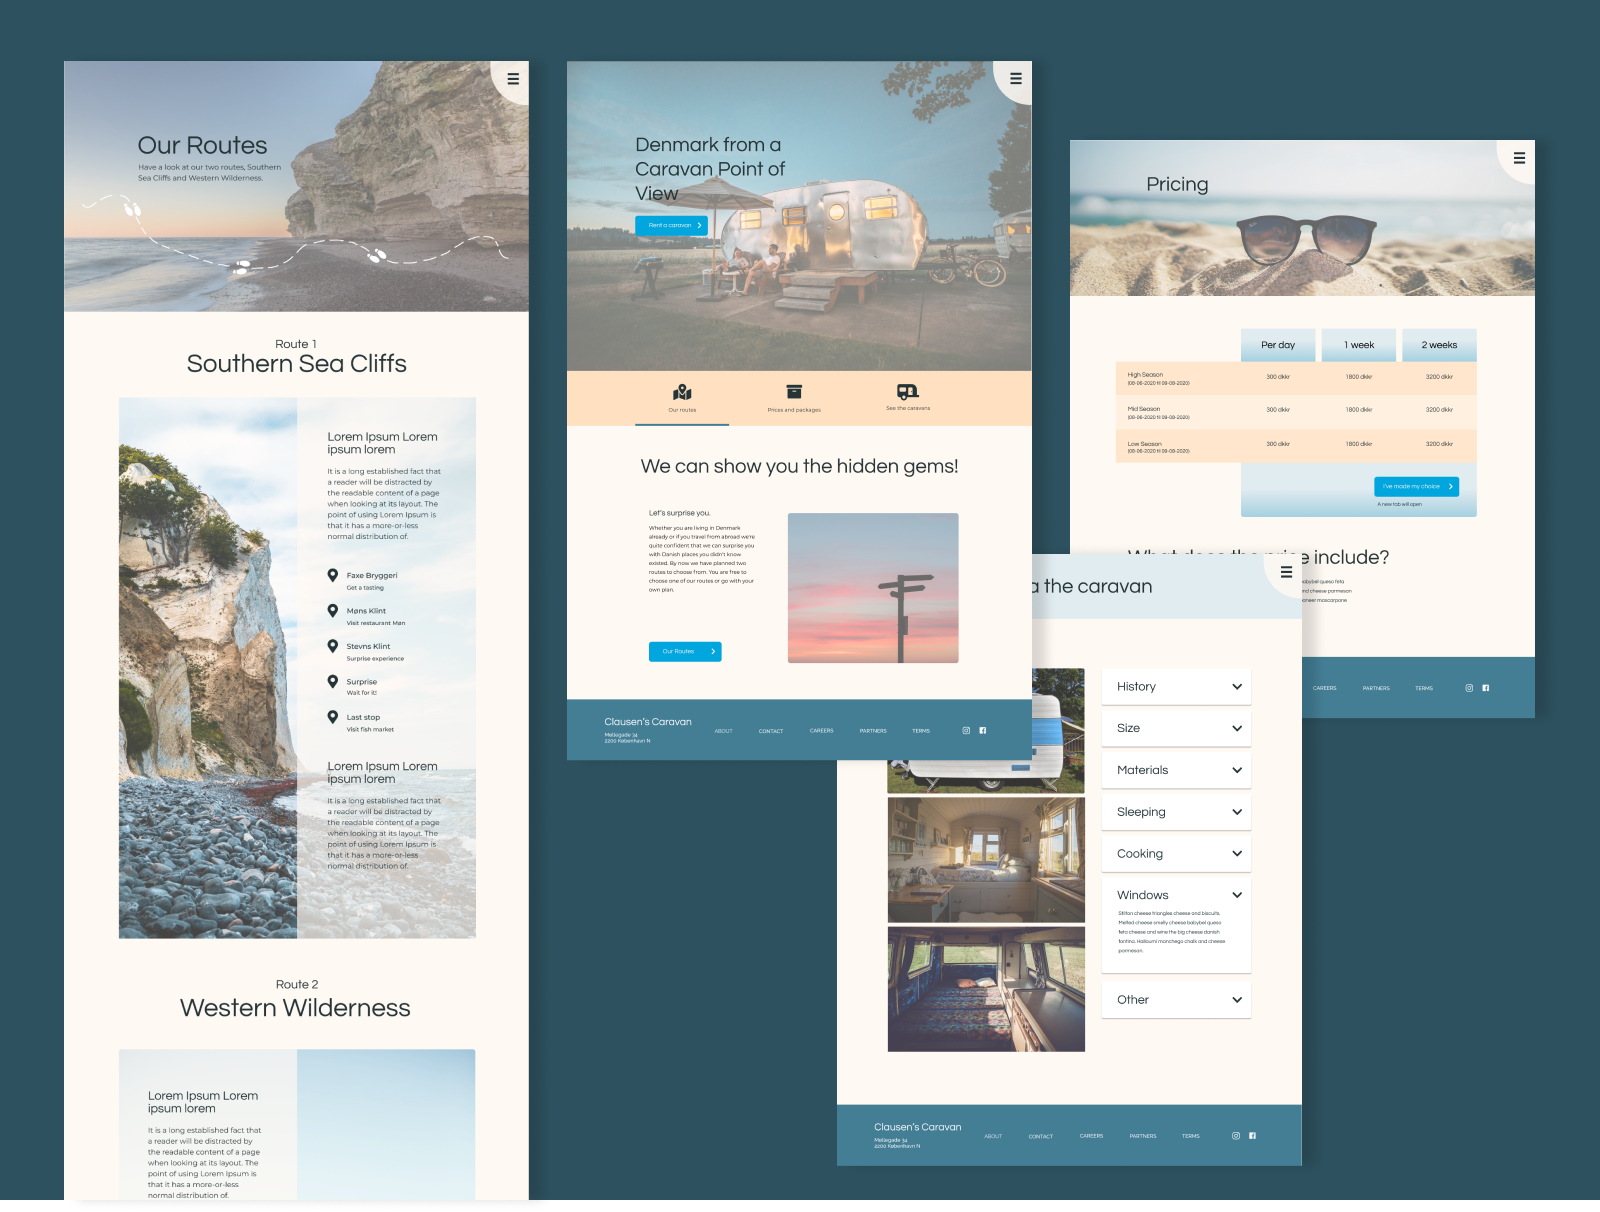 Our Routes
Have a look at our two routes, Southern
Sea Cliffs and Western Wilderness.
Route 1
Southern Sea Cliffs
Lorem Ipsum Lorem
ipsum lorem
It is a long established fact that
a reader will be distracted by
the readable content of a page
when looking at its layout. The
point of using Lorem Ipsum is
that it has a more-or-less
normal distribution of.
Faxe Bryggeri
Get a tasting
Møns Klint
Visit restaurant Møn
Stevns Klint
Surprise experience
Surprise
Wait for it!
Last stop
Visit fish market
Lorem Ipsum Lorem
ipsum lorem
It is a long established fact that
a reader will be distracted by
the readable content of a page
when looking at its layout. The
point of using Lorem Ipsum is
that it has a more-or-less
normal distribution of.
Route 2
Western Wilderness
Lorem Ipsum Lorem
ipsum lorem
It is a long established fact that
a reader will be distracted by
the readable content of a page
when looking at its layout. The
point of using Lorem Ipsum is
that it has a more-or-less
normal distribution of.
Denmark from a
Caravan Point of
View
Rent a caravan
Our routes
Prices and packages
See the caravans
We can show you the hidden gems!
Let's surprise you.
Whether you are living in Denmark
already or if you travel from abroad we're
quite confident that we can surprise you
with Danish places you didn't know
existed. By now we have planned two
routes to choose from. You are free to
choose one of our routes or go with your
own plan.
Our Routes
Clausen's Caravan
Møllegade 34
2200 København N
ABOUT
CONTACT
CAREERS
PARTNERS
TERMS
Pricing
Per day
1 week
2 weeks
High Season
(08-06-2020 til 09-08-2020)
300 dkkr
1800 dkkr
3200 dkkr
Mid Season
(08-06-2020 til 09-08-2020)
300 dkkr
1800 dkkr
3200 dkkr
Low Season
(08-06-2020 til 09-08-2020)
300 dkkr
1800 dkkr
3200 dkkr
I've made my choice
A new tab will open
What does the price include?
babybel queso feta
and cheese parmesan
paneer mascarpone
CAREERS
PARTNERS
TERMS
the caravan
History
Size
Materials
Sleeping
Cooking
Windows
Stilton cheese triangles cheese and biscuits.
Melted cheese smelly cheese babybel queso
feta cheese and wine the big cheese danish
fontina. Halloumi manchego chalk and cheese
parmesan.
Other
Clausen's Caravan
Møllegade 34
2200 København N
ABOUT
CONTACT
CAREERS
PARTNERS
TERMS